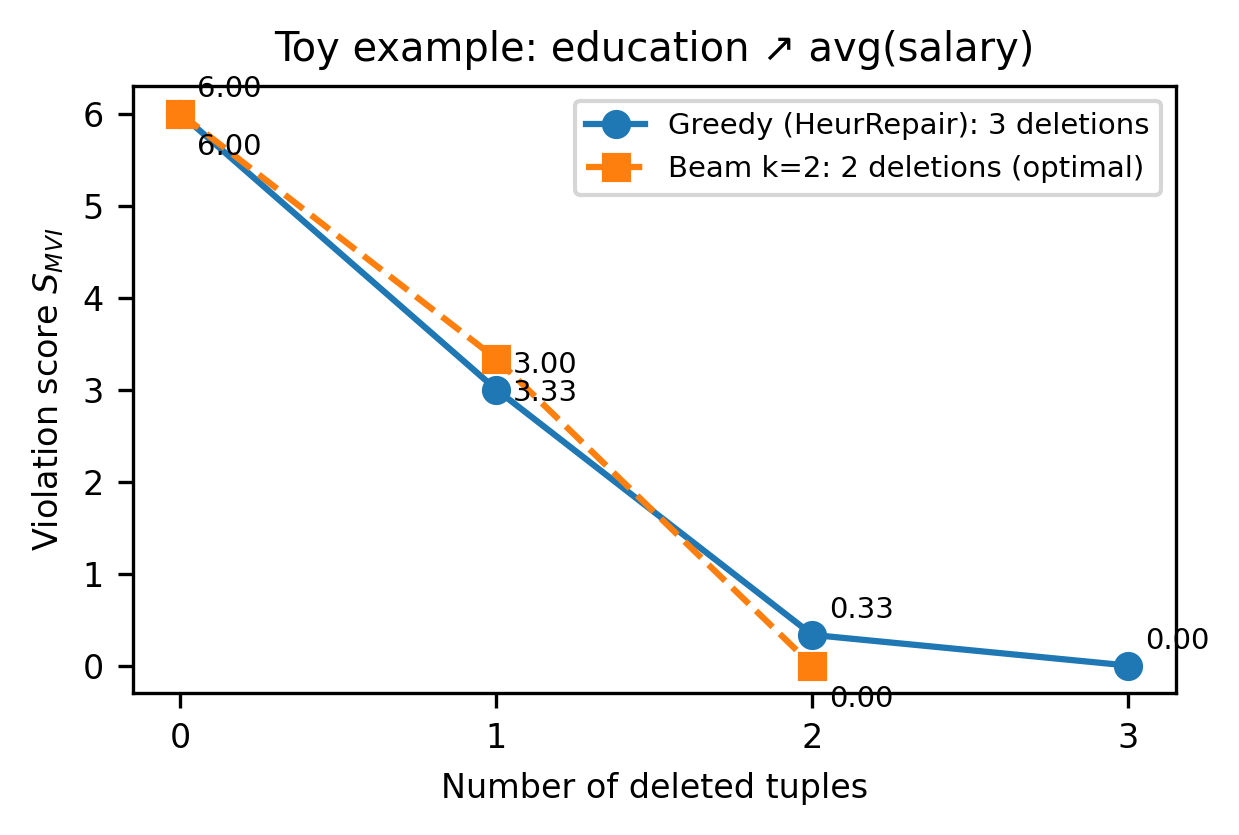 Toy example: education ↗ avg(salary)
6.00
6.00
Greedy (HeurRepair): 3 deletions
Beam k=2: 2 deletions (optimal)
3.00
3.33
0.33
0.00
0.00
6
5
4
3
2
1
0
Violation score S_MVI
0 1 2 3
Number of deleted tuples